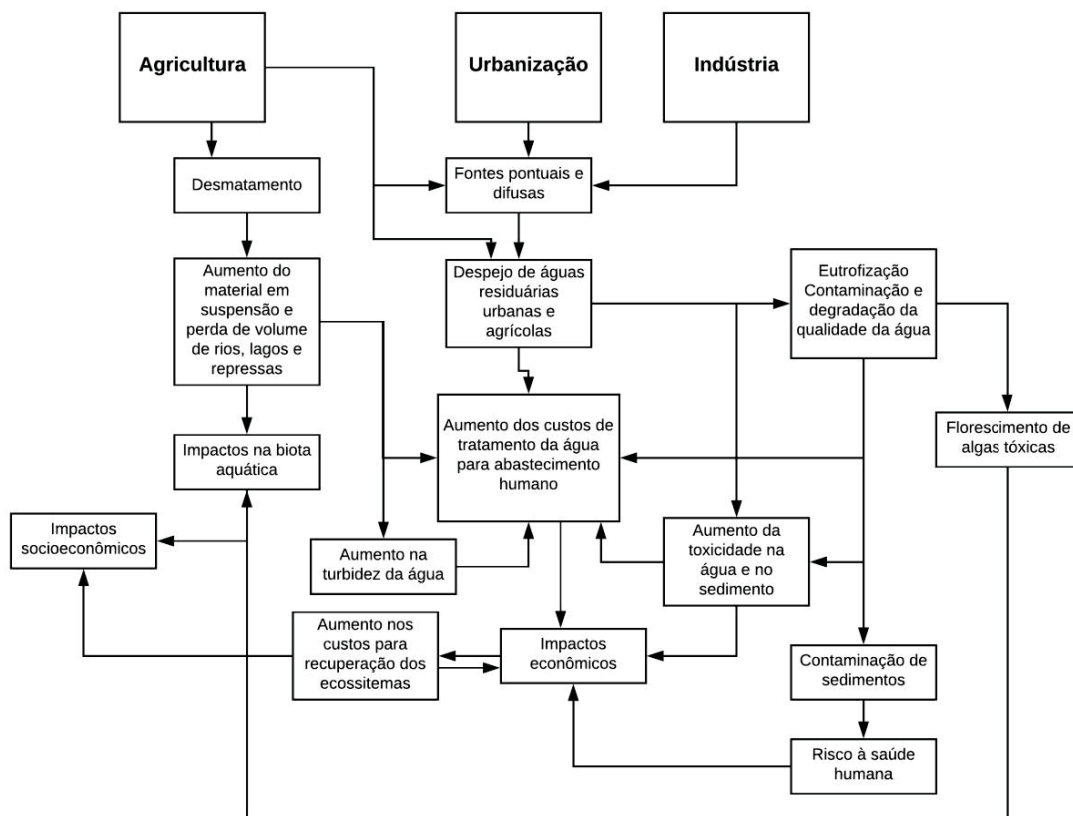 Agricultura
Urbanização
Indústria
Desmatamento
Fontes pontuais e
difusas
Aumento do
material em
suspensão e
perda de volume
de rios, lagos e
repressas
Despejo de águas
residuárias
urbanas e
agrícolas
Eutrofização
Contaminação e
degradação da
qualidade da água
Impactos na biota
aquática
Aumento dos custos de
tratamento da água
para abastecimento
humano
Florescimento de
algas tóxicas
Impactos
socioeconômicos
Aumento na
turbidez da água
Aumento da
toxicidade na
água e no
sedimento
Aumento nos
custos para
recuperação dos
ecossitemas
Impactos
econômicos
Contaminação de
sedimentos
Risco à saúde
humana